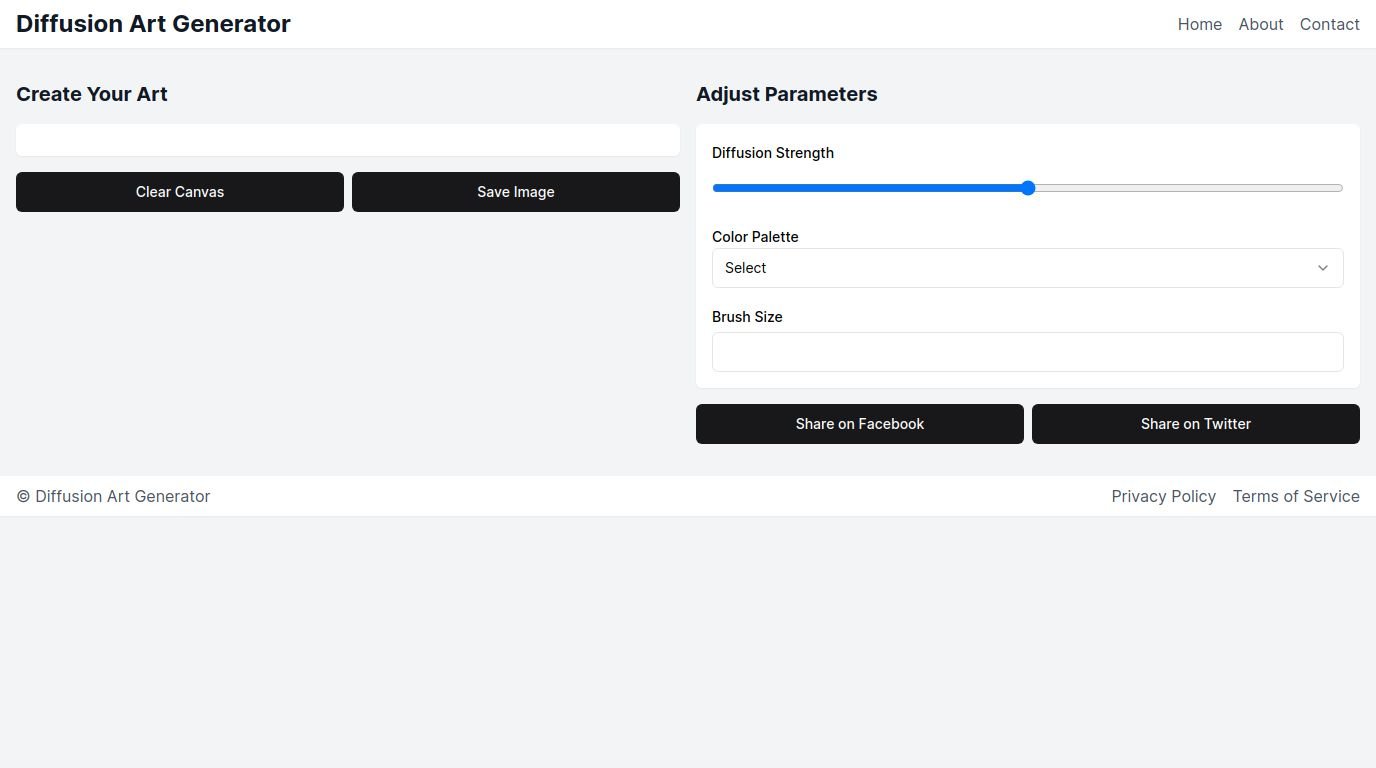 Diffusion Art Generator
Home About Contact
Create Your Art
Clear Canvas Save Image
Adjust Parameters
Diffusion Strength
Color Palette
Select
Brush Size
Share on Facebook Share on Twitter
© Diffusion Art Generator
Privacy Policy Terms of Service